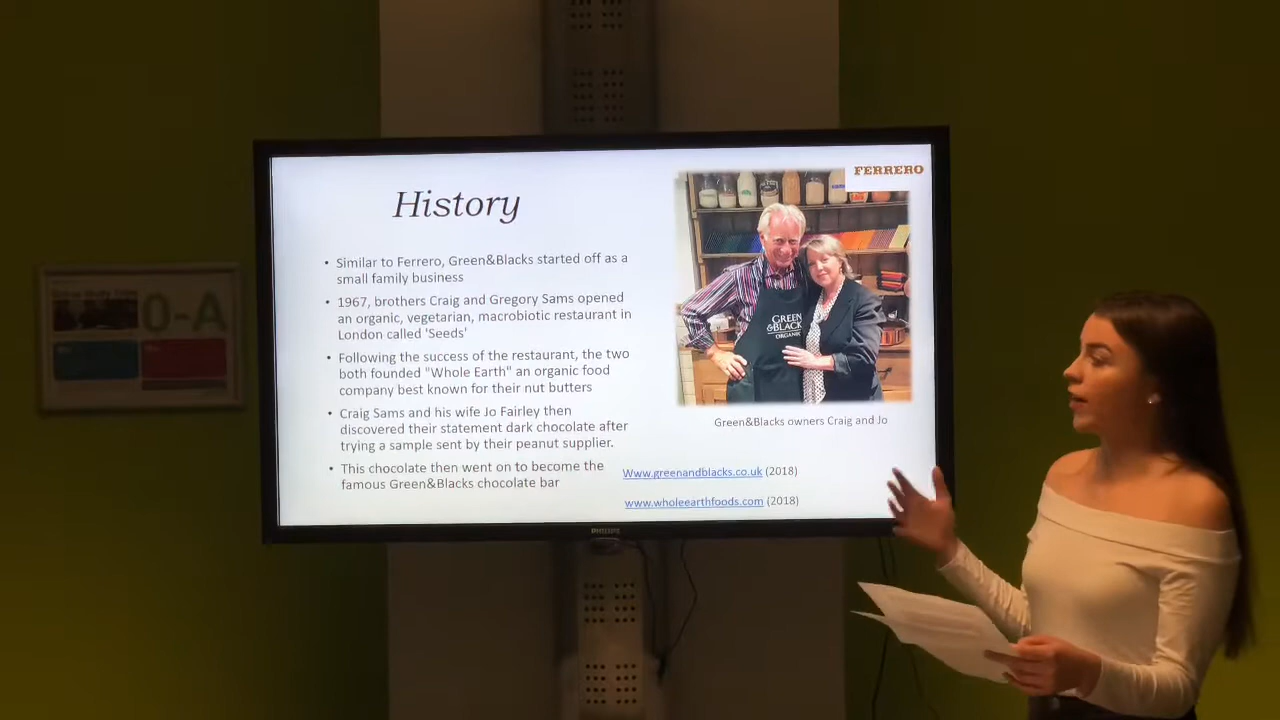 FERRERO
History
• Similar to Ferrero, Green&Blacks started off as a
small family business
• 1967, brothers Craig and Gregory Sams opened
an organic, vegetarian, macrobiotic restaurant in
London called 'Seeds'
• Following the success of the restaurant, the two
both founded "Whole Earth" an organic food
company best known for their nut butters
• Craig Sams and his wife Jo Fairley then
discovered their statement dark chocolate after
trying a sample sent by their peanut supplier.
• This chocolate then went on to become the
famous Green&Blacks chocolate bar
GREEN
&BLACK
ORGANIC
Green&Blacks owners Craig and Jo
Www.greenandblacks.co.uk (2018)
www.wholeearthfoods.com (2018)
PHILIPS
0-A